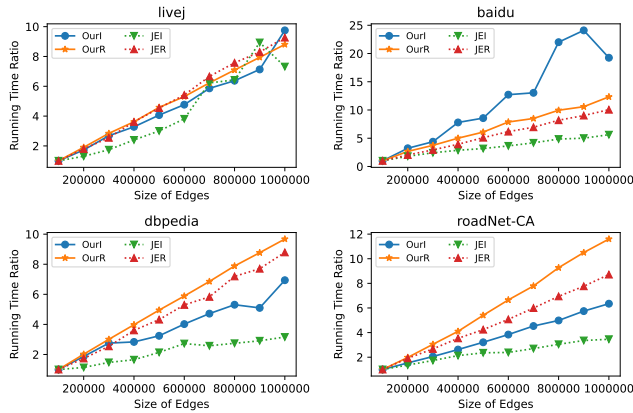 livej
OurI
OurR
JEI
JER
Running Time Ratio
10
8
6
4
2
200000 400000 600000 800000 1000000
Size of Edges
baidu
OurI
OurR
JEI
JER
Running Time Ratio
25
20
15
10
5
0
200000 400000 600000 800000 1000000
Size of Edges
dbpedia
OurI
OurR
JEI
JER
Running Time Ratio
10
8
6
4
2
200000 400000 600000 800000 1000000
Size of Edges
roadNet-CA
OurI
OurR
JEI
JER
Running Time Ratio
12
10
8
6
4
2
0
200000 400000 600000 800000 1000000
Size of Edges